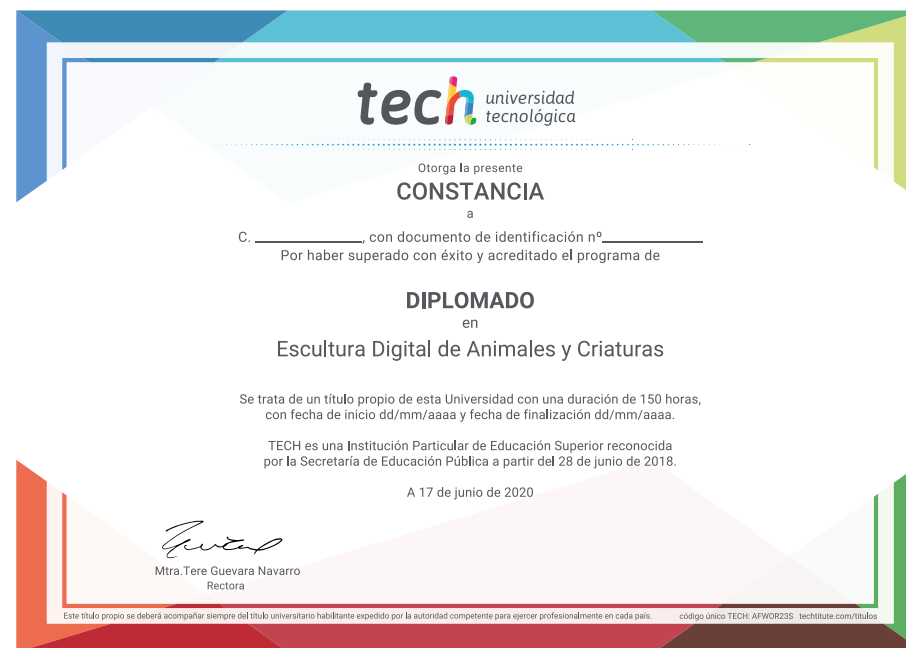 tech universidad
tecnológica
Otorga la presente
CONSTANCIA
a
C. ____________, con documento de identificación nº____________
Por haber superado con éxito y acreditado el programa de
DIPLOMADO
en
Escultura Digital de Animales y Criaturas
Se trata de un título propio de esta Universidad con una duración de 150 horas,
con fecha de inicio dd/mm/aaaa y fecha de finalización dd/mm/aaaa.
TECH es una Institución Particular de Educación Superior reconocida
por la Secretaría de Educación Pública a partir del 28 de junio de 2018.
A 17 de junio de 2020
Mtra.Tere Guevara Navarro
Rectora
Este título propio se deberá acompañar siempre del título universitario habilitante expedido por la autoridad competente para ejercer profesionalmente en cada país. código único TECH: AFWOR23S techtitute.com/titulos